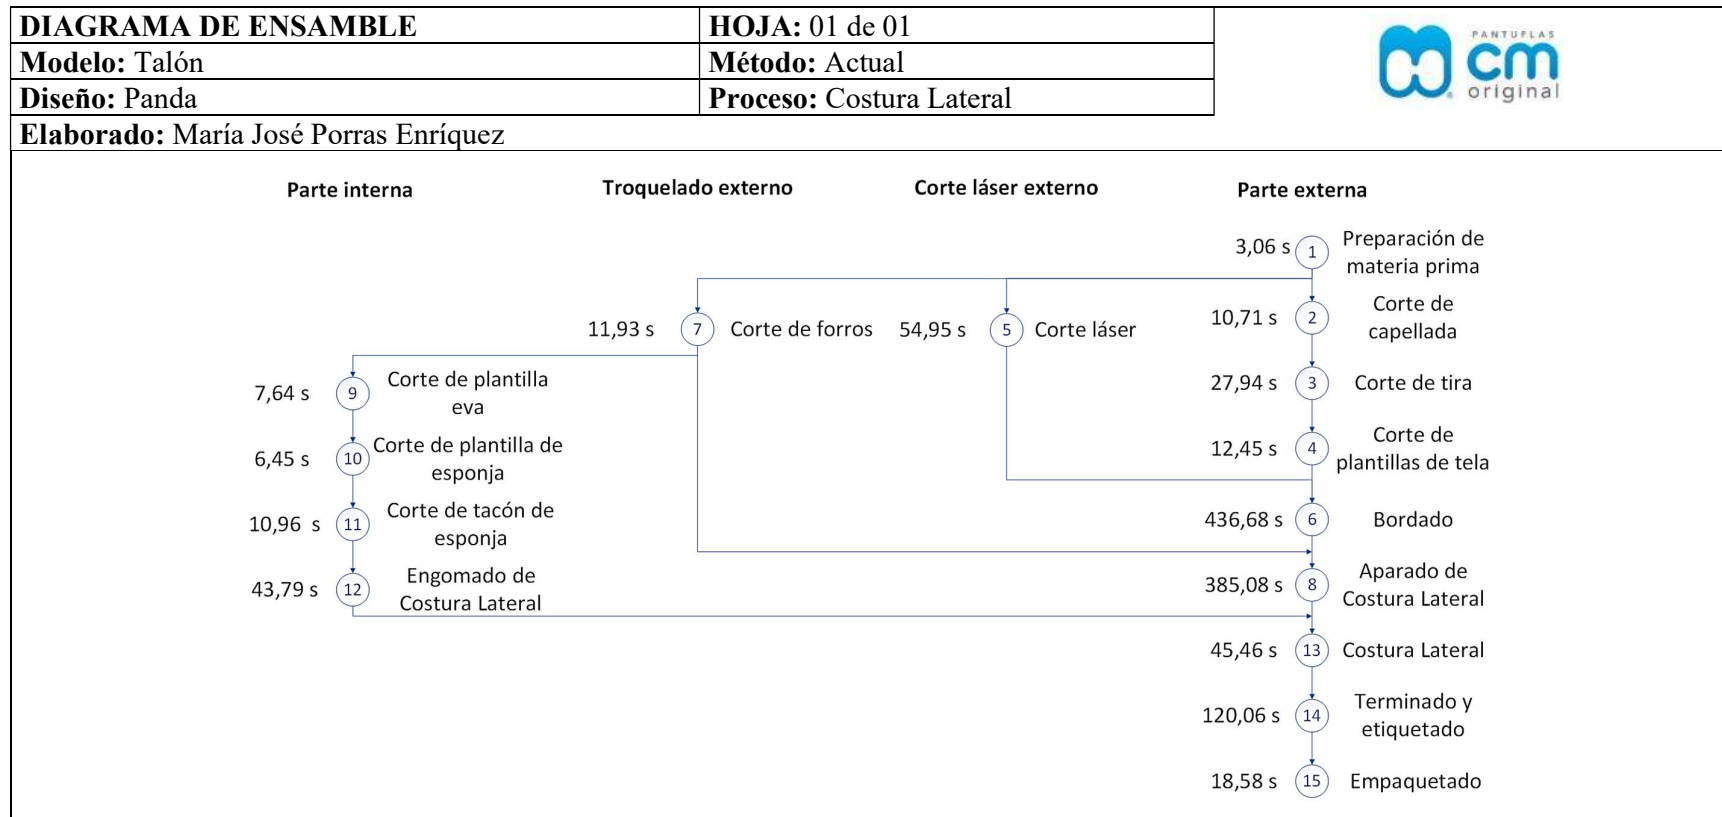 DIAGRAMA DE ENSAMBLE
HOJA: 01 de 01
Modelo: Talón
Método: Actual
Diseño: Panda
Proceso: Costura Lateral
Elaborado: María José Porras Enríquez
PANTUFLAS
cm
original
Parte interna
Troquelado externo
Corte láser externo
Parte externa
3,06 s
1
Preparación de
materia prima
11,93 s
7
Corte de forros
54,95 s
5
Corte láser
10,71 s
2
Corte de
capellada
7,64 s
9
Corte de plantilla
eva
27,94 s
3
Corte de tira
6,45 s
10
Corte de plantilla de
esponja
12,45 s
4
Corte de
plantillas de tela
10,96 s
11
Corte de tacón de
esponja
436,68 s
6
Bordado
43,79 s
12
Engomado de
Costura Lateral
385,08 s
8
Aparado de
Costura Lateral
45,46 s
13
Costura Lateral
120,06 s
14
Terminado y
etiquetado
18,58 s
15
Empaquetado